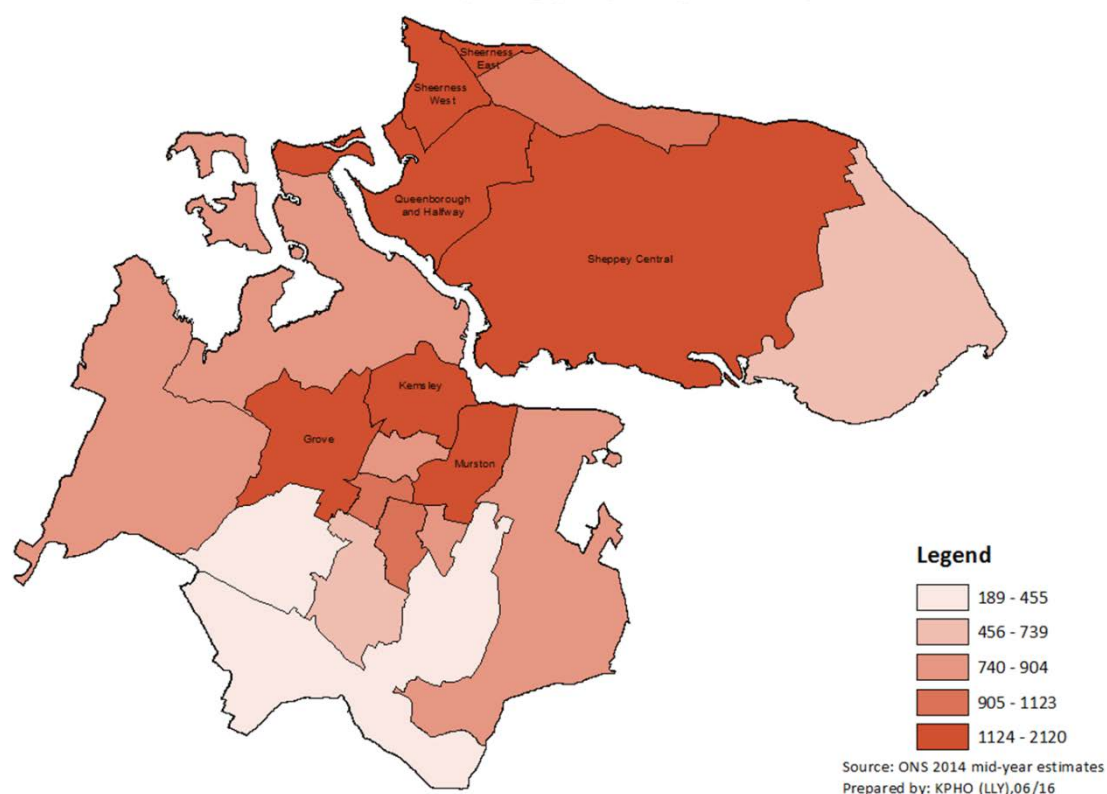 Sheerness
East
Sheerness
West
Queenborough
and Halfway
Sheppey Central
Kemsley
Grove
Murston
Legend
189 - 455
456 - 739
740 - 904
905 - 1123
1124 - 2120
Source: ONS 2014 mid-year estimates
Prepared by: KPHO (LLY),06/16